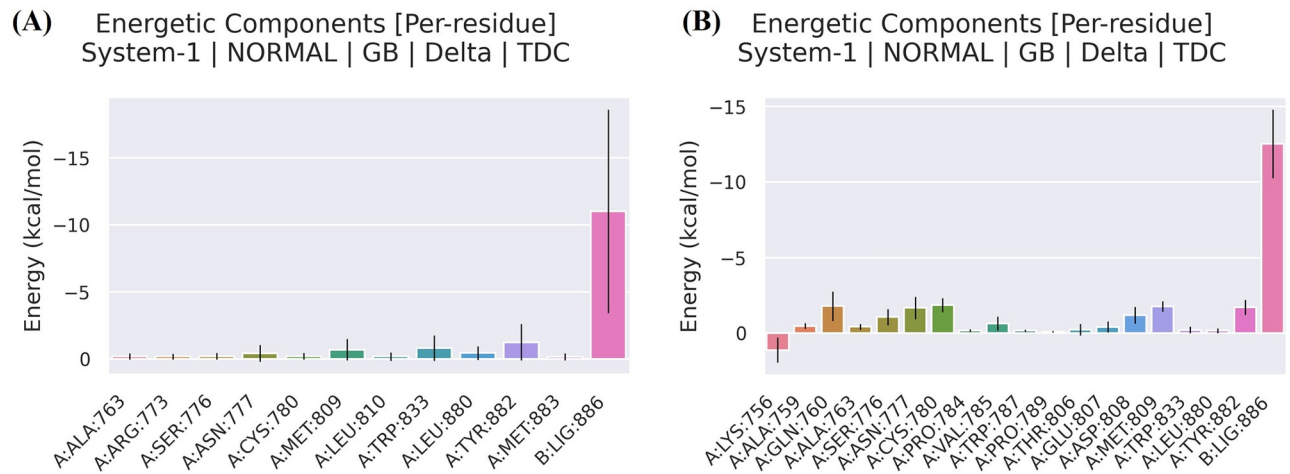 (A)
Energetic Components [Per-residue]
System-1 | NORMAL | GB | Delta | TDC
Energy (kcal/mol)
−15
−10
−5
0
A:ALA:763
A:ARG:773
A:SER:776
A:ASN:777
A:CYS:780
A:MET:809
A:LEU:810
A:TRP:833
A:LEU:880
A:TYR:882
A:MET:883
B:LIG:886
(B)
Energetic Components [Per-residue]
System-1 | NORMAL | GB | Delta | TDC
Energy (kcal/mol)
−15
−10
−5
0
A:LYS:756
A:ALA:759
A:GLN:760
A:ALA:763
A:SER:776
A:ASN:777
A:CYS:780
A:PRO:784
A:VAL:785
A:TRP:787
A:PRO:789
A:THR:806
A:GLU:807
A:ASP:808
A:MET:809
A:TRP:833
A:LEU:880
A:TYR:882
B:LIG:886